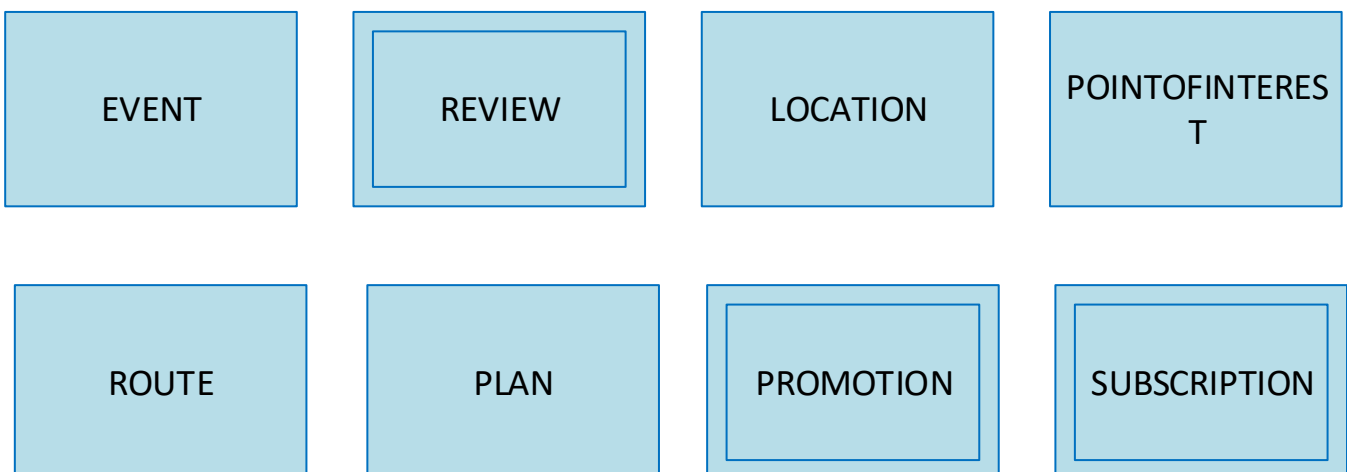 EVENT
REVIEW
LOCATION
POINTOFINTERES
T
ROUTE
PLAN
PROMOTION
SUBSCRIPTION